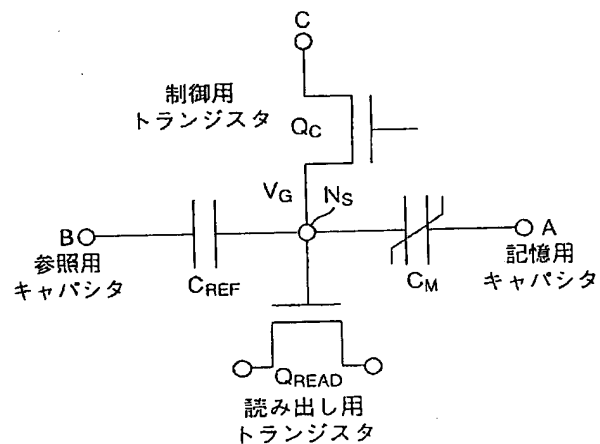 C
制御用
トランジスタ
QC
VG
NS
B
A
参照用
キャパシタ
CREF
CM
記憶用
キャパシタ
QREAD
読み出し用
トランジスタ